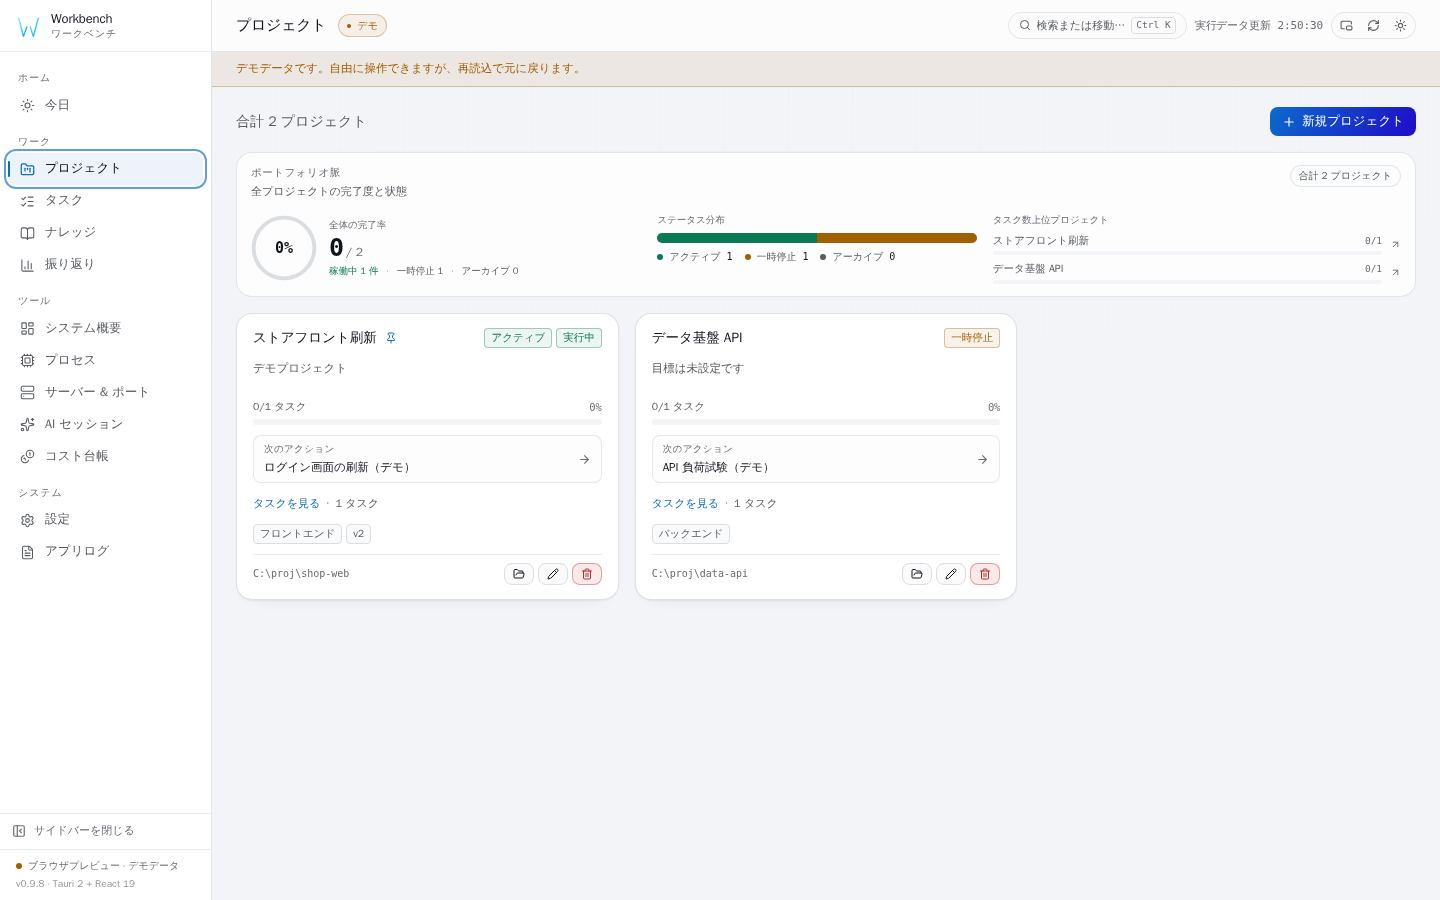 Workbench
ワークベンチ
ホーム
今日
ワーク
プロジェクト
タスク
ナレッジ
振り返り
ツール
システム概要
プロセス
サーバー & ポート
AI セッション
コスト台帳
システム
設定
アプリログ
サイドバーを閉じる
ブラウザプレビュー · デモデータ
v0.9.8 · Tauri 2 + React 19
プロジェクト
デモ
検索または移動…
Ctrl K
実行データ更新 2:50:30
デモデータです。自由に操作できますが、再読込で元に戻ります。
合計 2 プロジェクト
新規プロジェクト
ポートフォリオ脈
全プロジェクトの完了度と状態
合計 2 プロジェクト
0%
全体の完了率
0 / 2
稼働中 1 件 · 一時停止 1 · アーカイブ 0
ステータス分布
アクティブ 1 一時停止 1 アーカイブ 0
タスク数上位プロジェクト
ストアフロント刷新 0/1
データ基盤 API 0/1
ストアフロント刷新
アクティブ
実行中
デモプロジェクト
0/1 タスク 0%
次のアクション
ログイン画面の刷新（デモ）
タスクを見る · 1 タスク
フロントエンド
v2
C:\proj\shop-web
データ基盤 API
一時停止
目標は未設定です
0/1 タスク 0%
次のアクション
API 負荷試験（デモ）
タスクを見る · 1 タスク
バックエンド
C:\proj\data-api